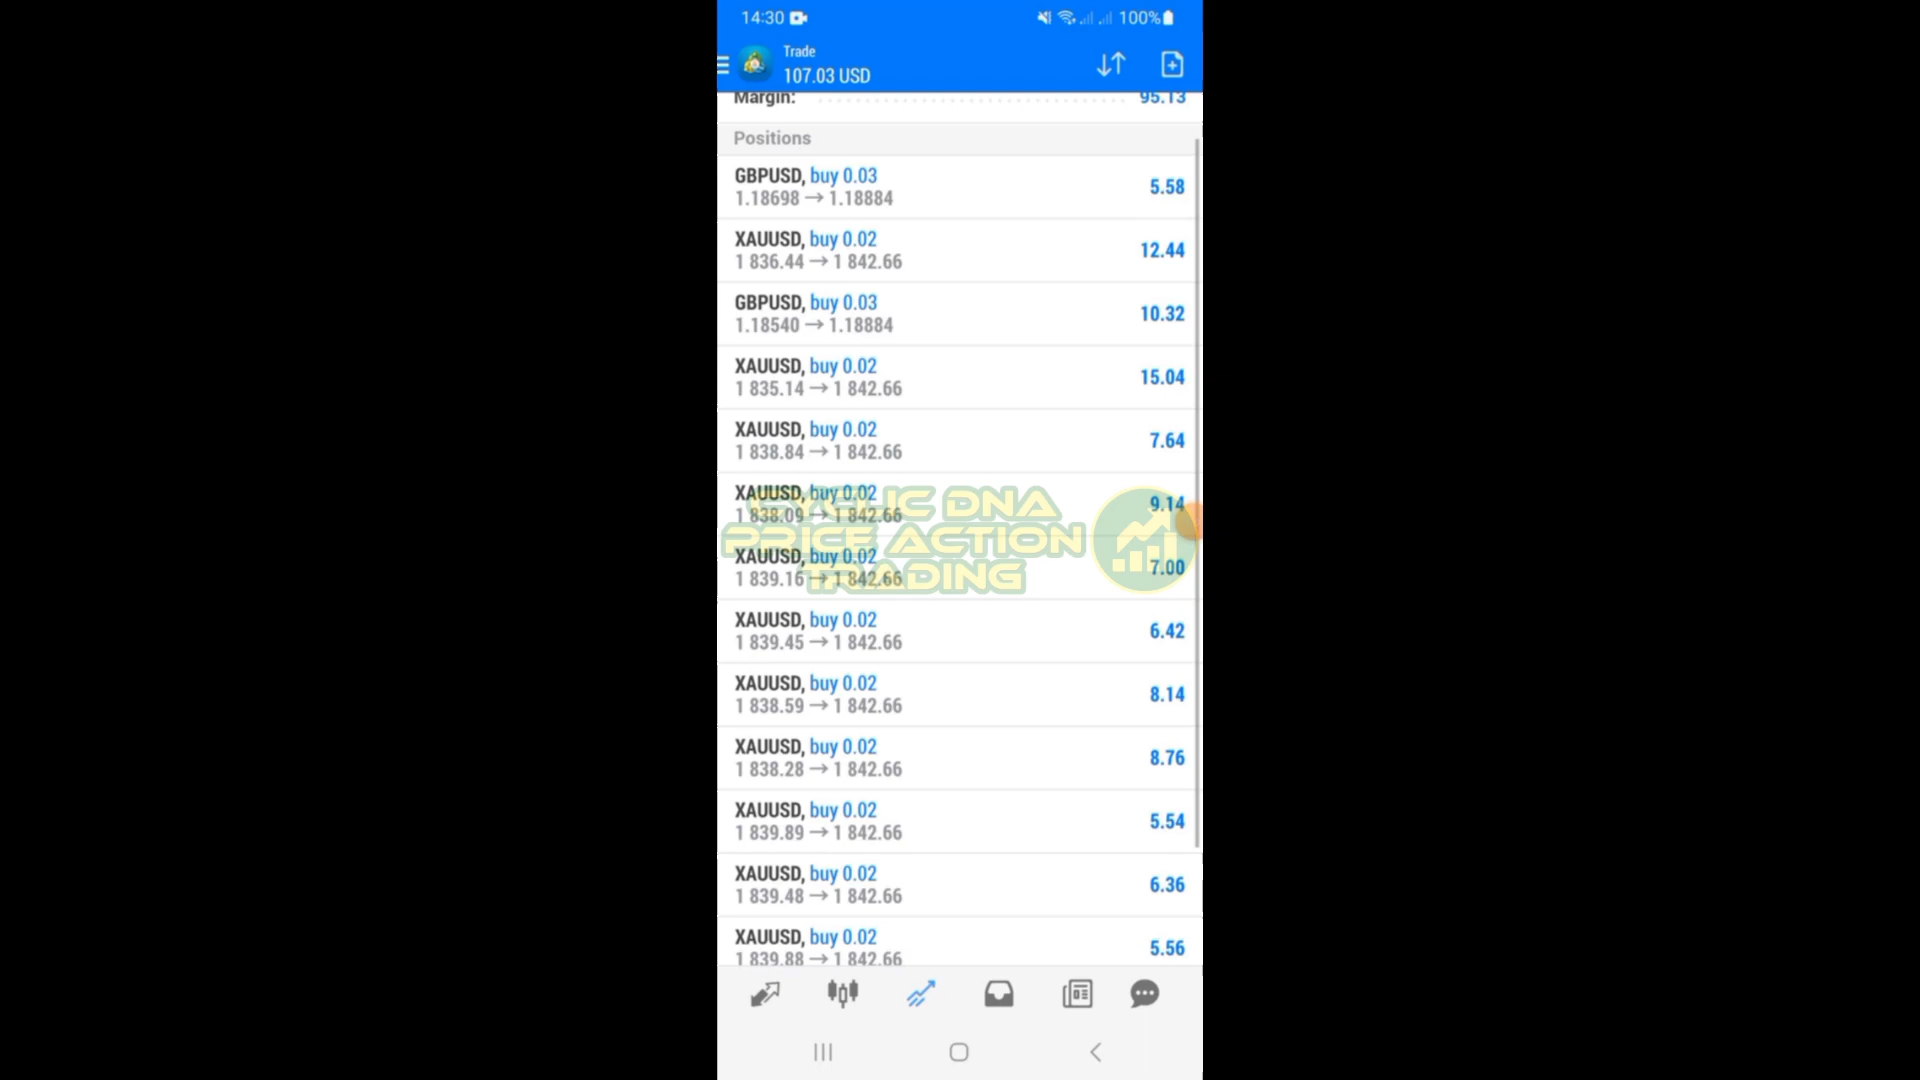 14:30 100%
Trade
107.03 USD
Margin: 95.13
Positions
GBPUSD, buy 0.03
1.18698 → 1.18884 5.58
XAUUSD, buy 0.02
1 836.44 → 1 842.66 12.44
GBPUSD, buy 0.03
1.18540 → 1.18884 10.32
XAUUSD, buy 0.02
1 835.14 → 1 842.66 15.04
XAUUSD, buy 0.02
1 838.84 → 1 842.66 7.64
XAUUSD, buy 0.02
1 838.09 → 1 842.66 9.14
XAUUSD, buy 0.02
1 839.16 → 1 842.66 7.00
CYCLIC DNA
PRICE ACTION
TRADING
XAUUSD, buy 0.02
1 839.45 → 1 842.66 6.42
XAUUSD, buy 0.02
1 838.59 → 1 842.66 8.14
XAUUSD, buy 0.02
1 838.28 → 1 842.66 8.76
XAUUSD, buy 0.02
1 839.89 → 1 842.66 5.54
XAUUSD, buy 0.02
1 839.48 → 1 842.66 6.36
XAUUSD, buy 0.02
1 839.88 → 1 842.66 5.56